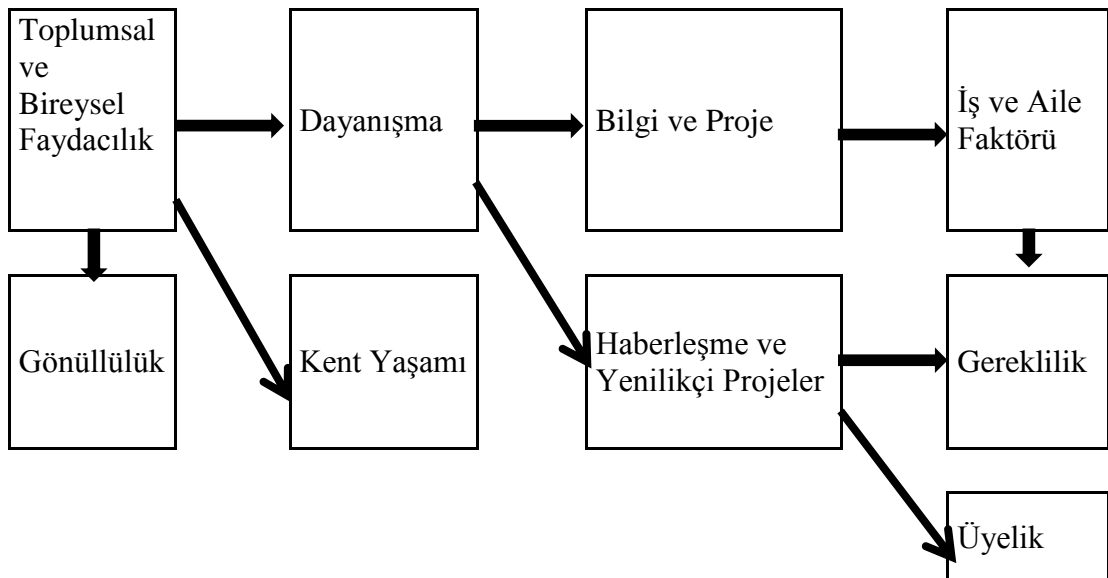 Toplumsal
ve
Bireysel
Faydacılık
Dayanışma
Bilgi ve Proje
İş ve Aile
Faktörü
Gönüllülük
Kent Yaşamı
Haberleşme ve
Yenilikçi Projeler
Gereklilik
Üyelik